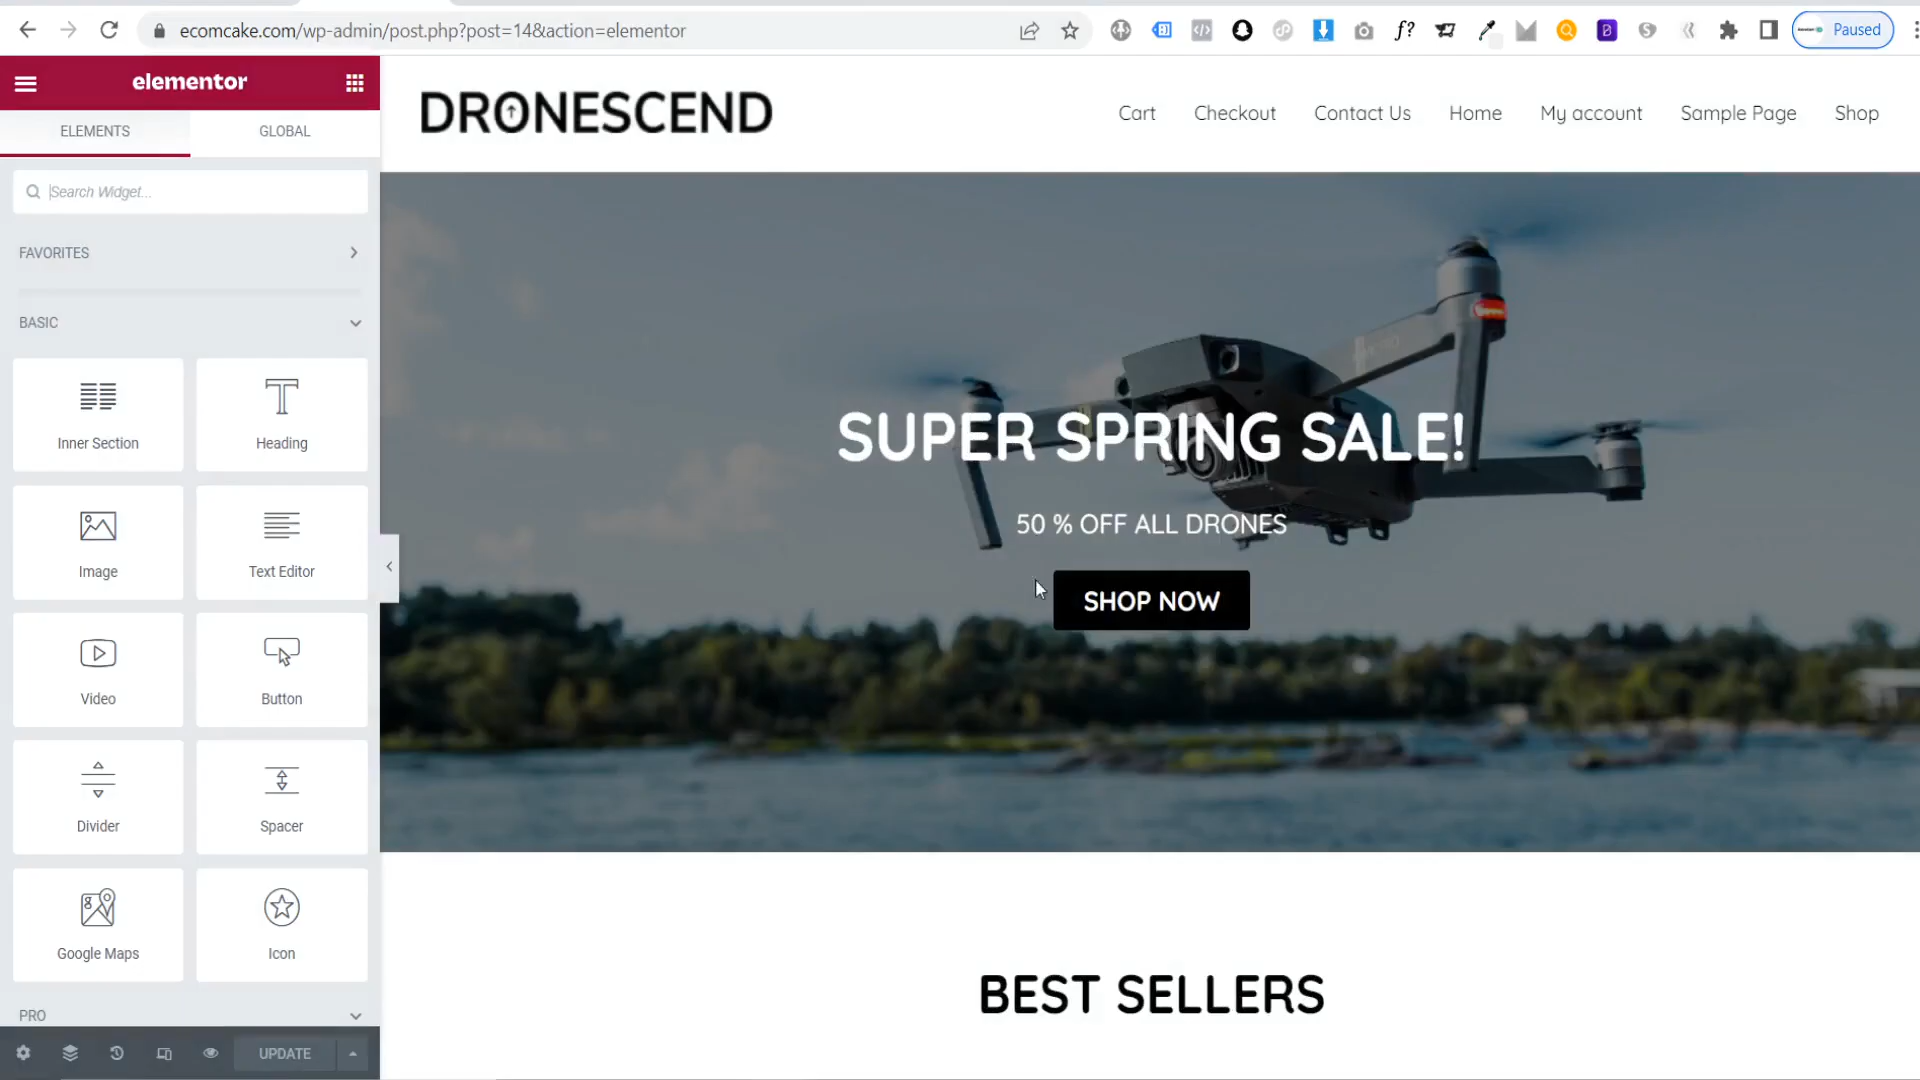 ecomcake.com/wp-admin/post.php?post=14&action=elementor
f?
Paused
elementor
ELEMENTS
GLOBAL
Search Widget...
FAVORITES
BASIC
Inner Section
Heading
Image
Text Editor
Video
Button
Divider
Spacer
Google Maps
Icon
PRO
UPDATE
DRONESCEND
Cart
Checkout
Contact Us
Home
My account
Sample Page
Shop
SUPER SPRING SALE!
50 % OFF ALL DRONES
SHOP NOW
BEST SELLERS